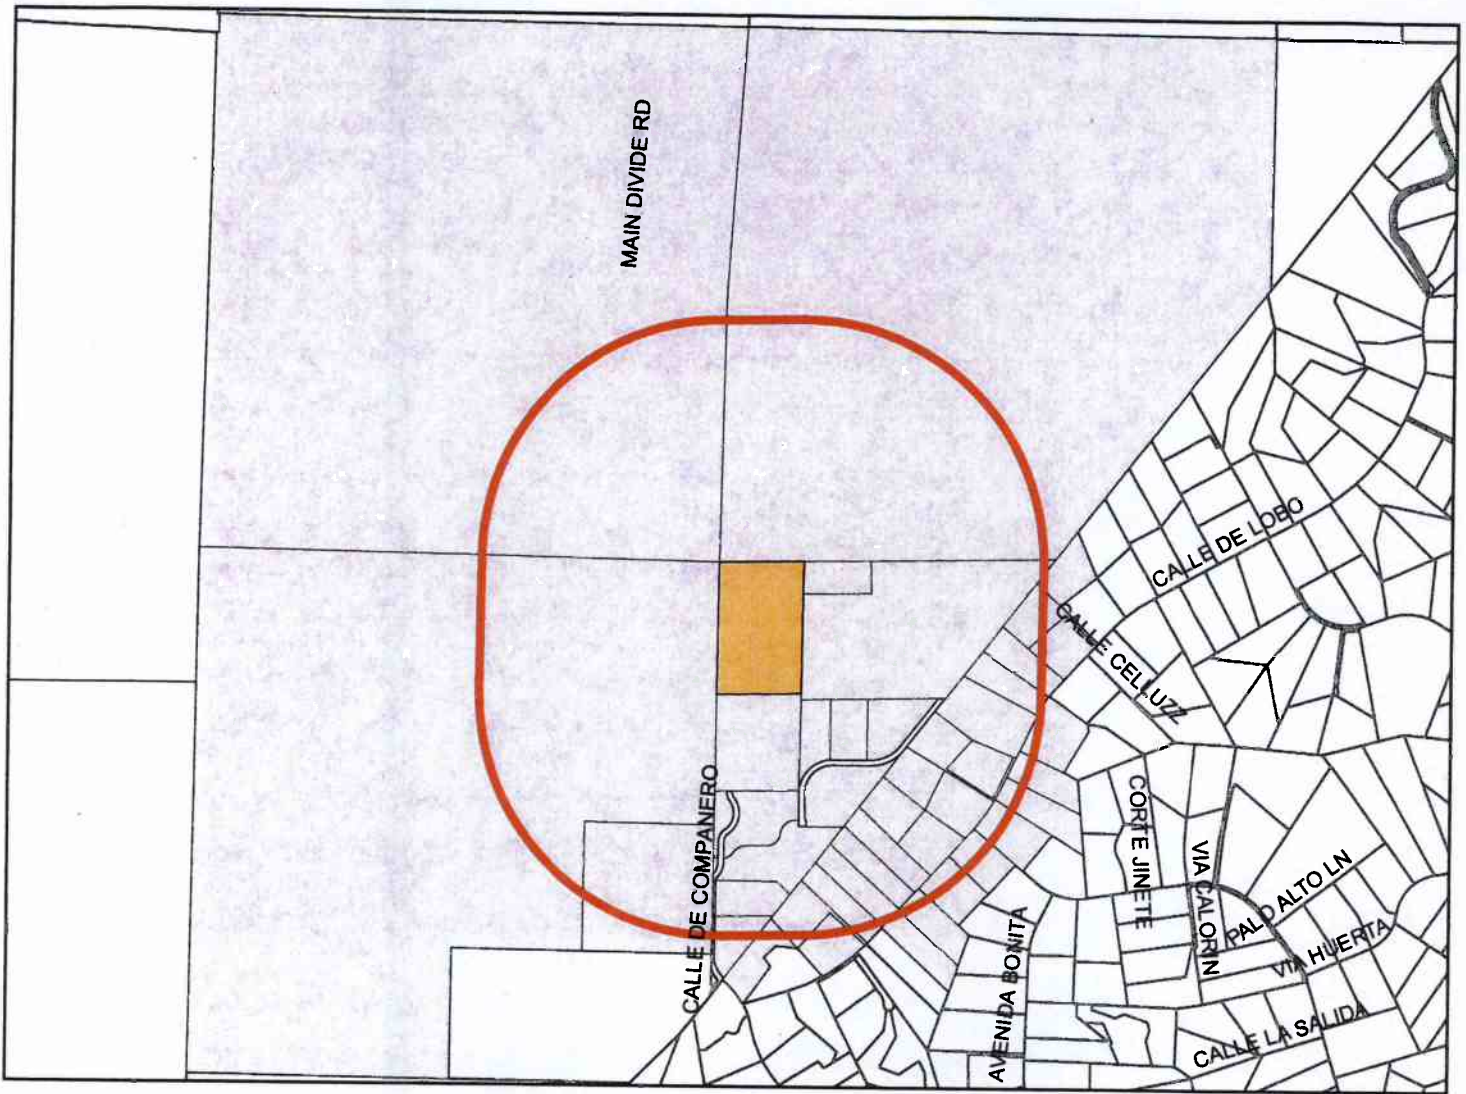 MAIN DIVIDE RD
CALLE DE LOBO
CALLE CELLUZZ
CALLE DE COMPANERO
CORTE JINETE
VIA CALORIN
PALO ALTO LN
VIA HUERTA
AVENIDA BONITA
CALLE LA SALIDA